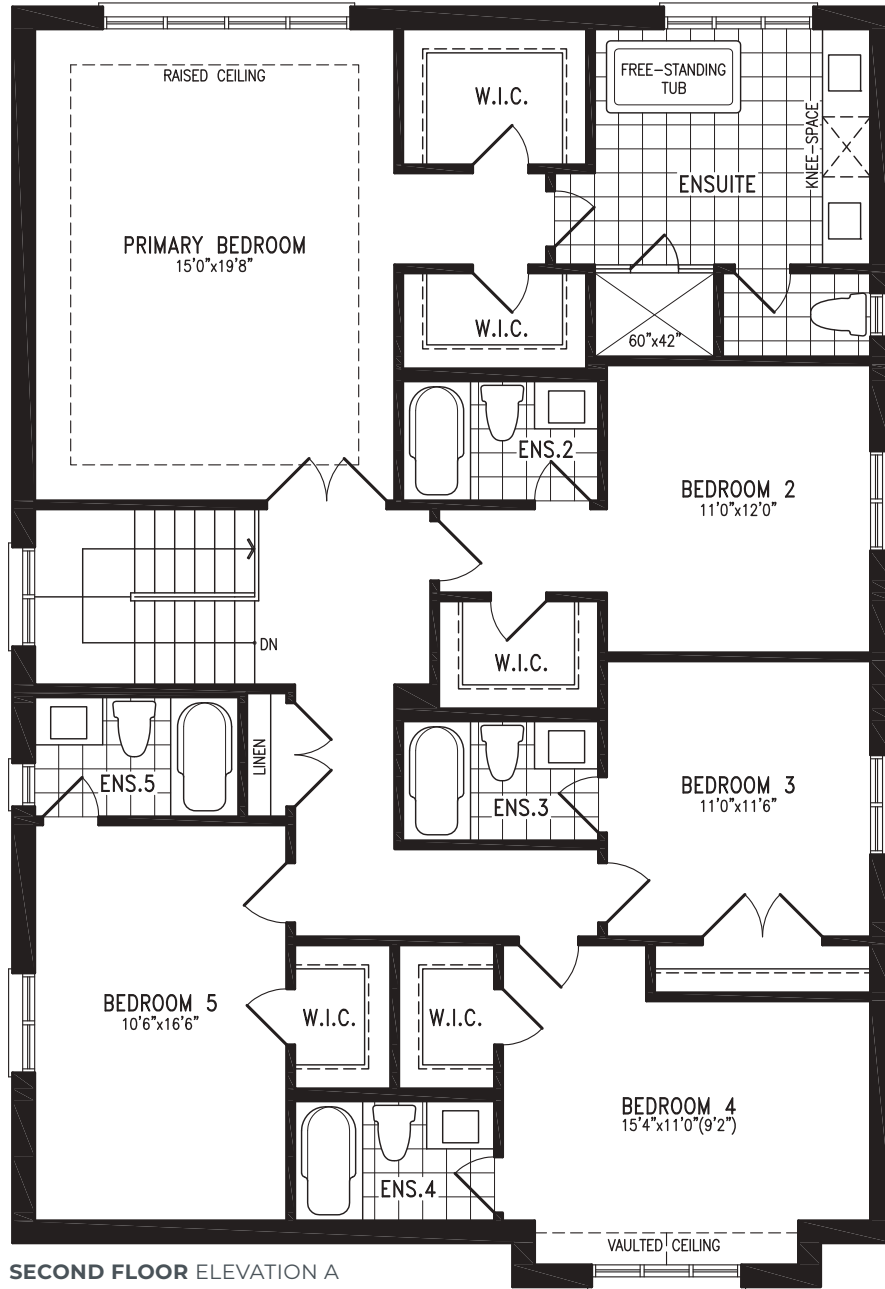 RAISED CEILING
W.I.C.
FREE-STANDING
TUB
KNEE-SPACE
ENSUITE
PRIMARY BEDROOM
15'0"x19'8"
W.I.C.
60"x42"
ENS.2
BEDROOM 2
11'0"x12'0"
DN
W.I.C.
LINEN
ENS.5
ENS.3
BEDROOM 3
11'0"x11'6"
BEDROOM 5
10'6"x16'6"
W.I.C.
W.I.C.
BEDROOM 4
15'4"x11'0"(9'2")
ENS.4
VAULTED CEILING
SECOND FLOOR ELEVATION A